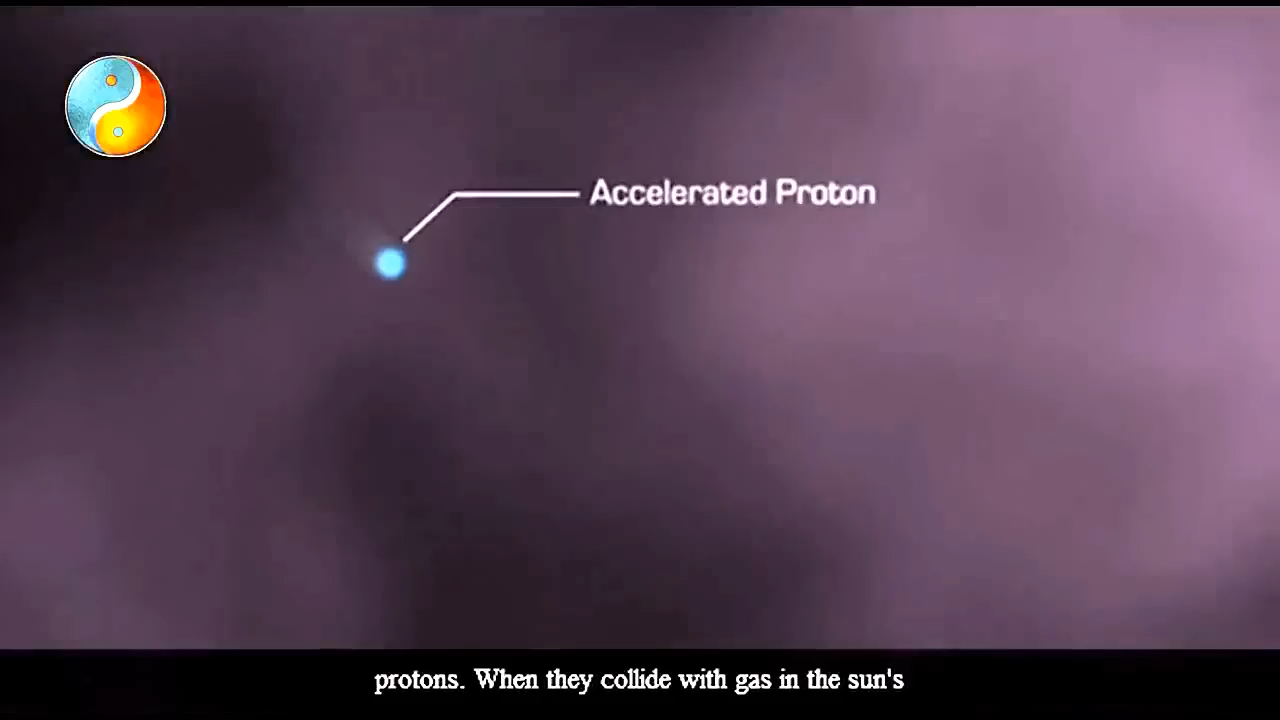 Accelerated Proton
protons. When they collide with gas in the sun's